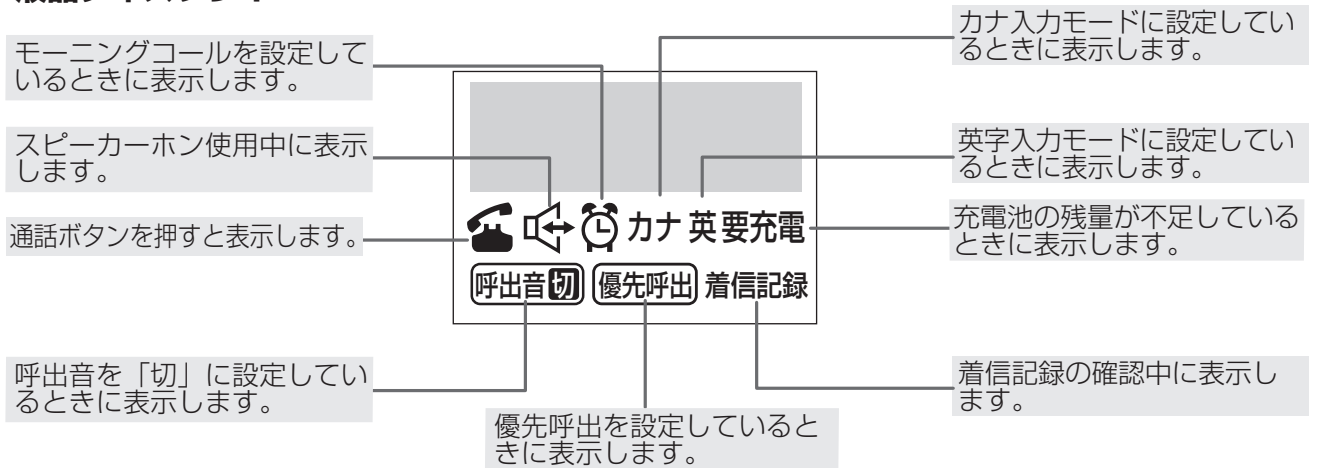 モーニングコールを設定して
いるときに表示します。
カナ入力モードに設定してい
るときに表示します。
スピーカーホン使用中に表示
します。
英字入力モードに設定してい
るときに表示します。
通話ボタンを押すと表示します。
カナ 英 要充電
充電池の残量が不足している
ときに表示します。
呼出音切 優先呼出 着信記録
呼出音を「切」に設定してい
るときに表示します。
優先呼出を設定していると
きに表示します。
着信記録の確認中に表示し
ます。